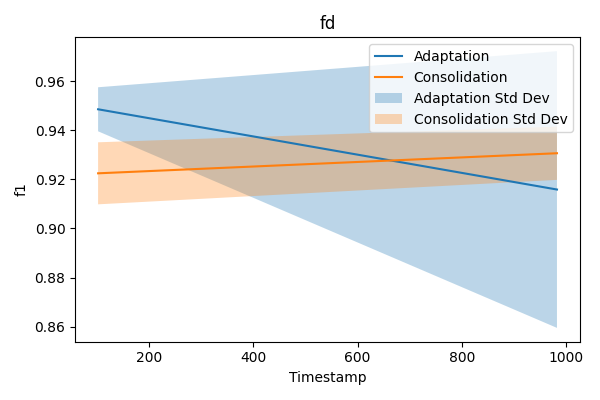 fd
Adaptation
Consolidation
Adaptation Std Dev
Consolidation Std Dev
0.96
0.94
0.92
0.90
0.88
0.86
f1
200
400
600
800
1000
Timestamp